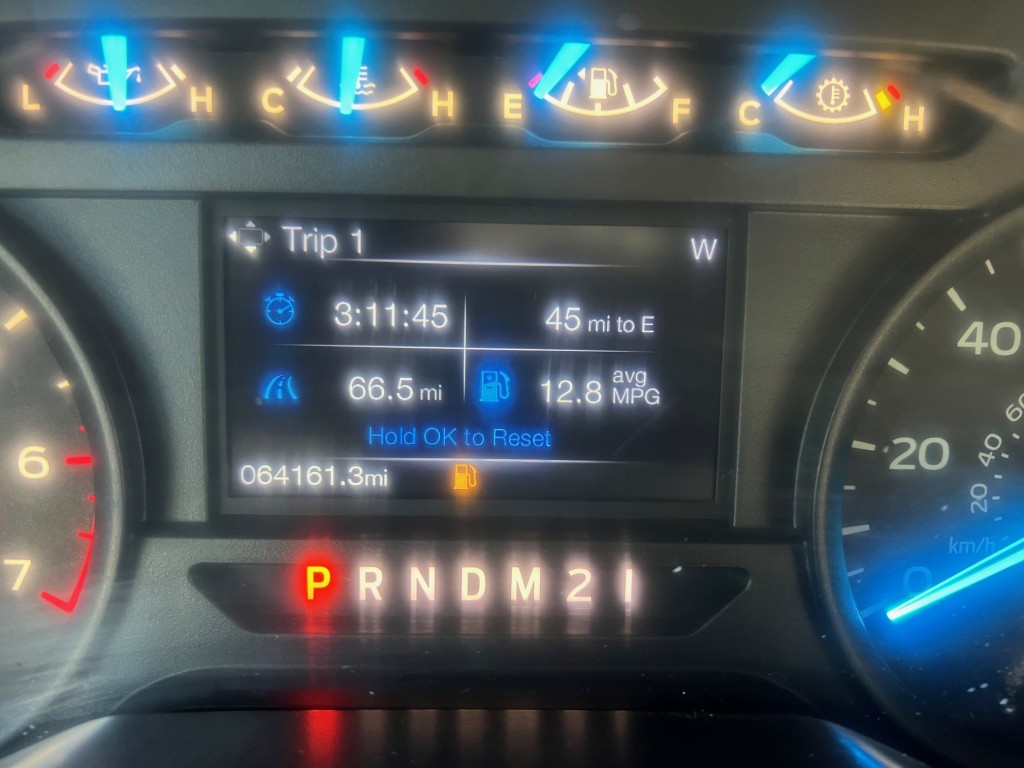 L H C H E F C H
Trip 1 W
3:11:45 45 mi to E
66.5 mi 12.8 avg MPG
Hold OK to Reset
064161.3mi
P R N D M 2 1
6
7
40
20
0
60
40
20
km/h